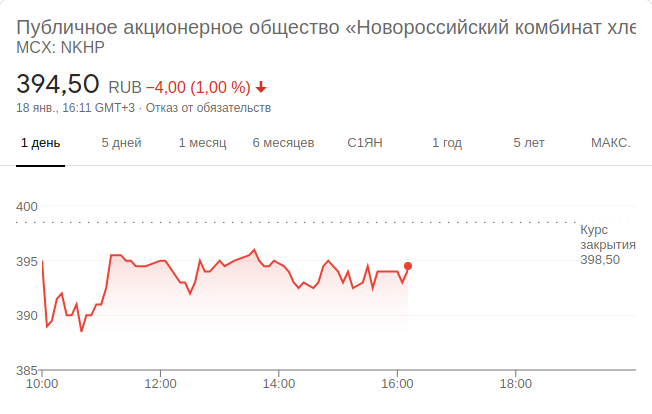 Публичное акционерное общество «Новороссийский комбинат хле
MCX: NKHP
394,50 RUB −4,00 (1,00 %)
18 янв., 16:11 GMT+3 · Отказ от обязательств
1 день 5 дней 1 месяц 6 месяцев С1ЯН 1 год 5 лет МАКС.
400
Курс
закрытия
398,50
395
390
385
10:00 12:00 14:00 16:00 18:00